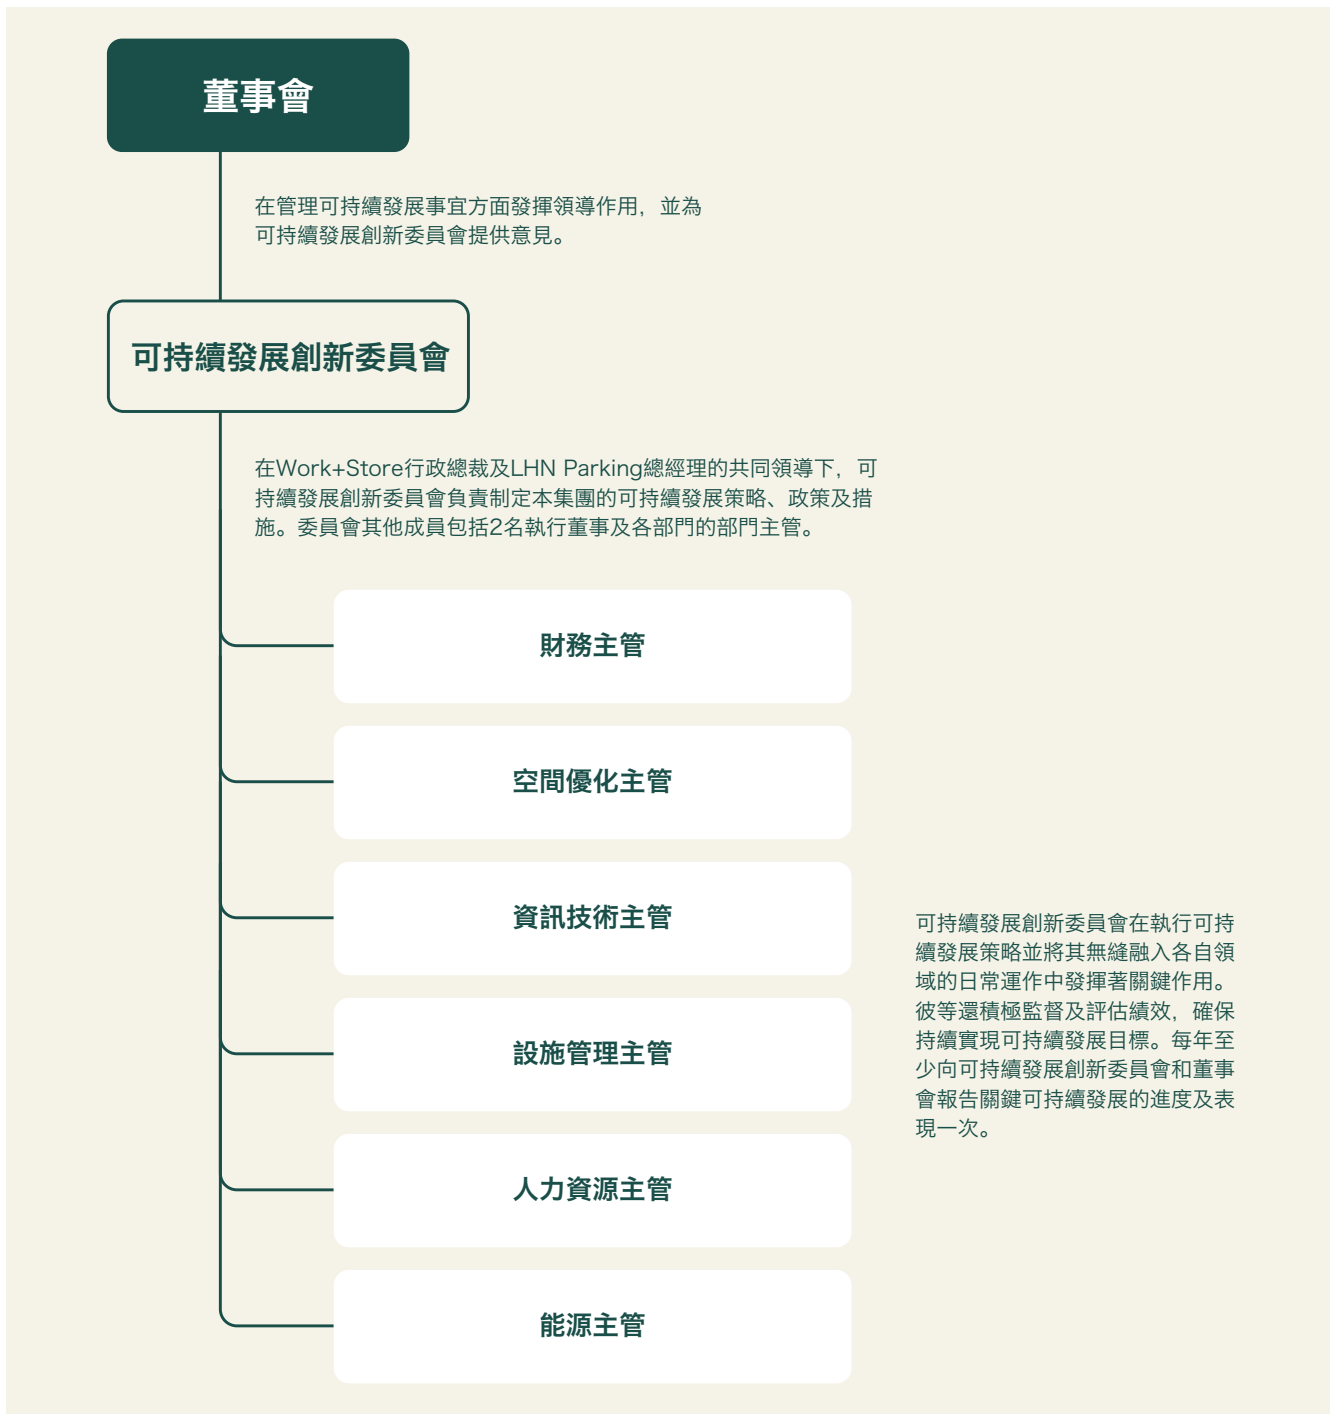 董事會
在管理可持續發展事宜方面發揮領導作用，並為
可持續發展創新委員會提供意見。
可持續發展創新委員會
在Work+Store行政總裁及LHN Parking總經理的共同領導下，可
持續發展創新委員會負責制定本集團的可持續發展策略、政策及措
施。委員會其他成員包括2名執行董事及各部門的部門主管。
財務主管
空間優化主管
資訊技術主管
設施管理主管
人力資源主管
能源主管
可持續發展創新委員會在執行可持
續發展策略並將其無縫融入各自領
域的日常運作中發揮著關鍵作用。
彼等還積極監督及評估績效，確保
持續實現可持續發展目標。每年至
少向可持續發展創新委員會和董事
會報告關鍵可持續發展的進度及表
現一次。